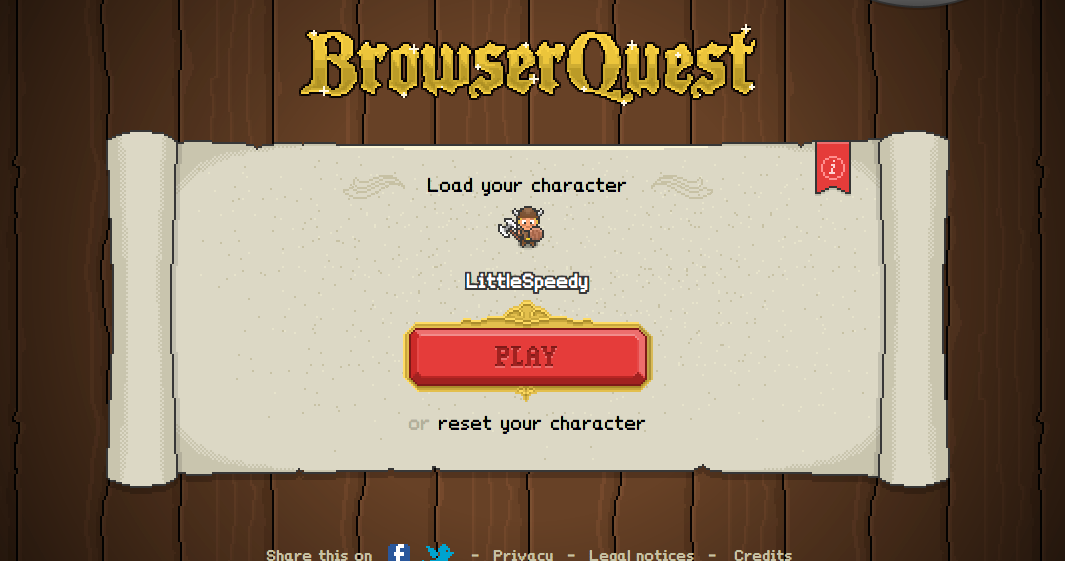 BrowserQuest
i
Load your character
LittleSpeedy
PLAY
or reset your character
Share this on f - Privacy - Legal notices - Credits